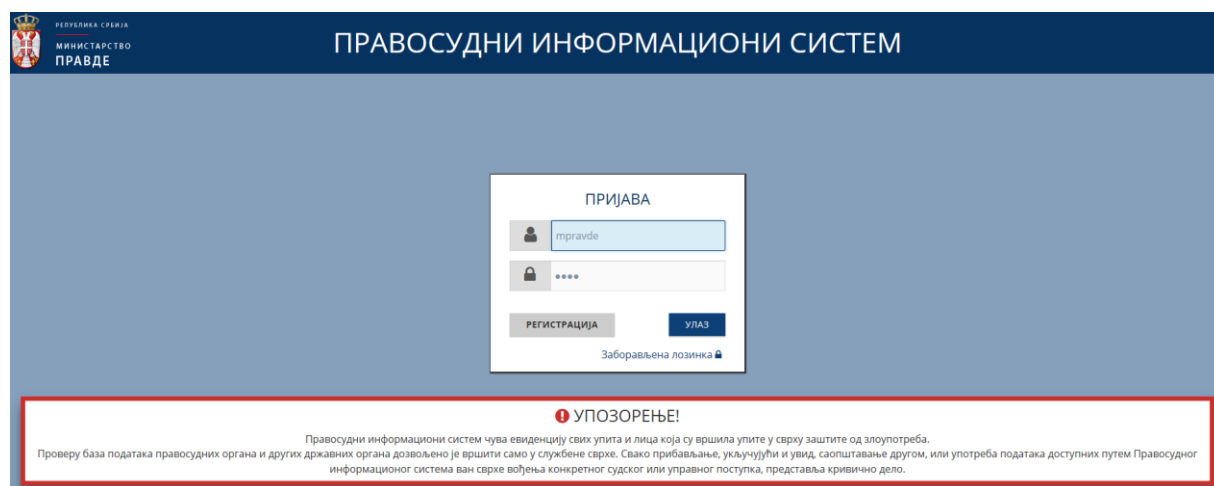 РЕПУБЛИКА СРБИЈА
МИНИСТАРСТВО
ПРАВДЕ
ПРАВОСУДНИ ИНФОРМАЦИОНИ СИСТЕМ
ПРИЈАВА
mpravde
••••
РЕГИСТРАЦИЈА
УЛАЗ
Заборављена лозинка
УПОЗОРЕЊЕ!
Правосудни информациони систем чува евиденцију свих упита и лица која су вршила упите у сврху заштите од злоупотреба.
Проверу база података правосудних органа и других државних органа дозвољено је вршити само у службене сврхе. Свако прибављање, укључујући и увид, саопштавање другом, или употреба података доступних путем Правосудног
информационог система ван сврхе вођења конкретног судског или управног поступка, представља кривично дело.